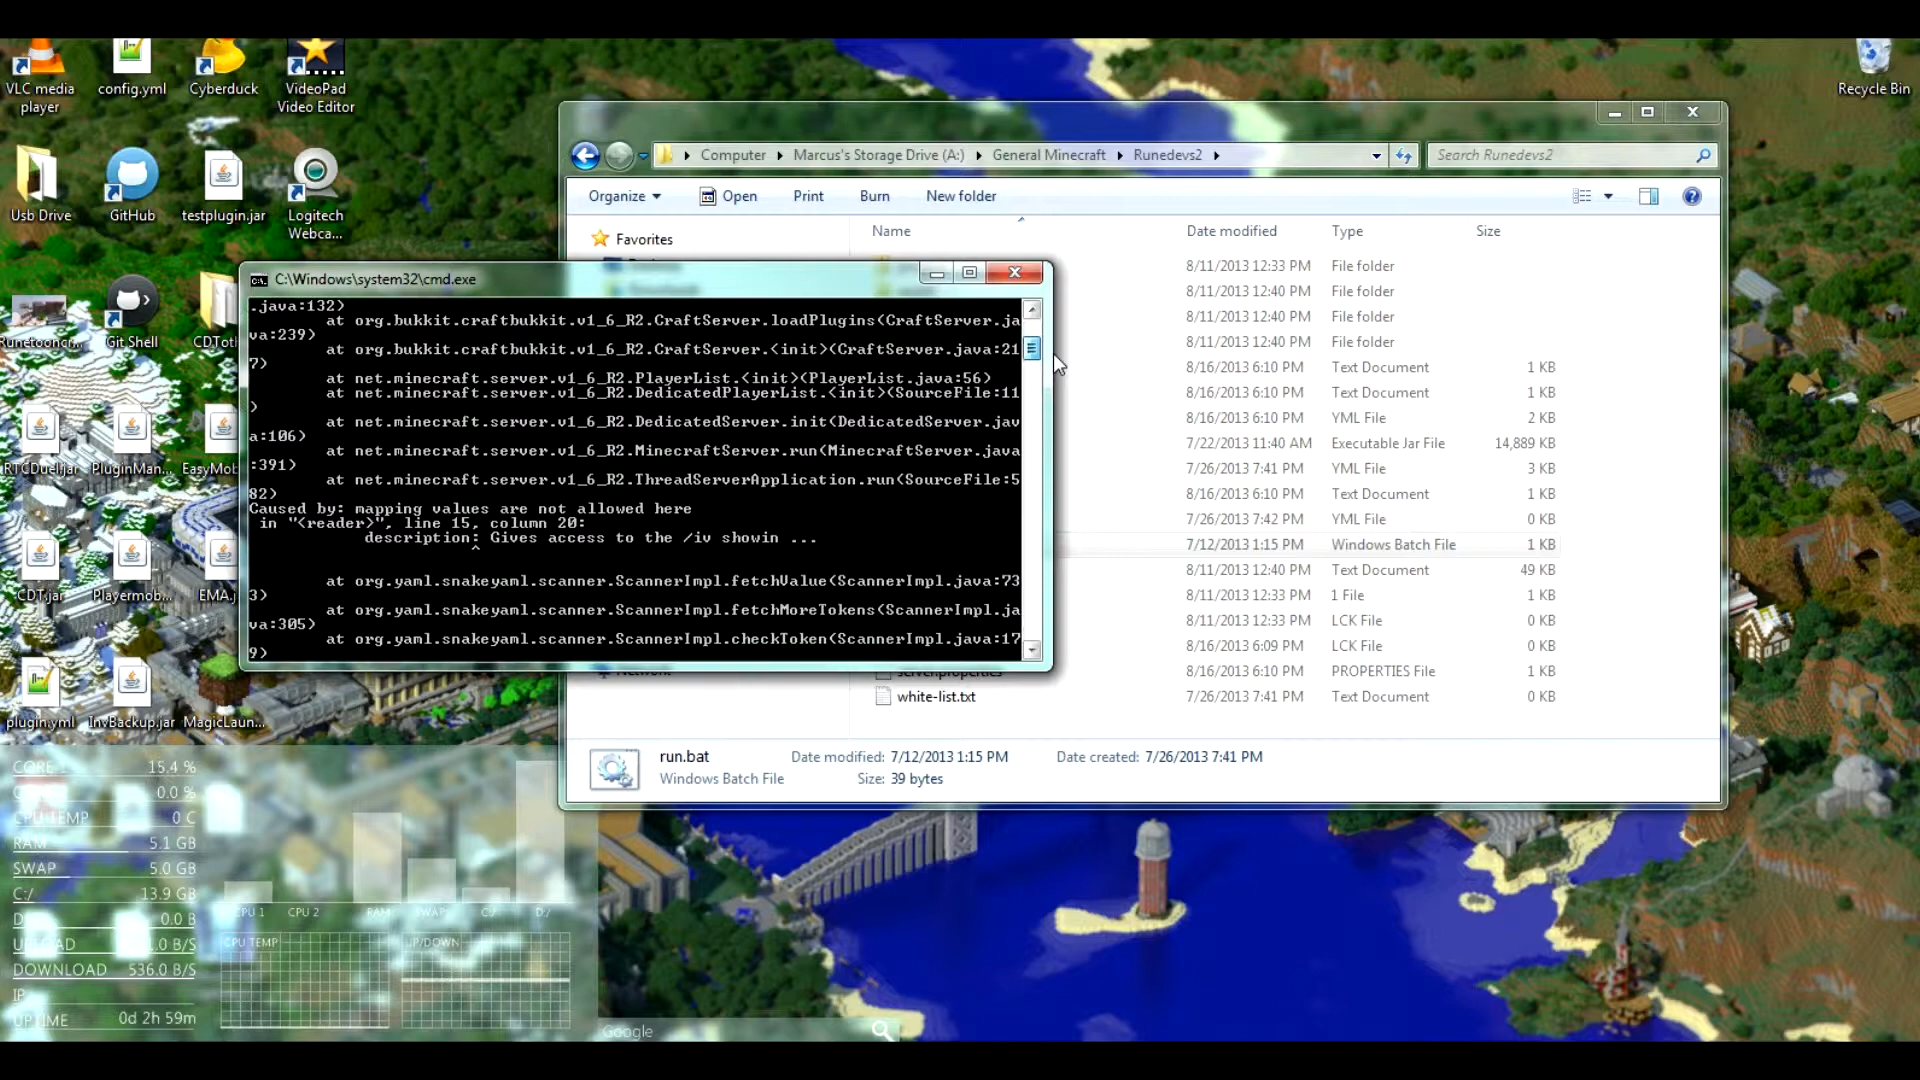 VLC media
player
config.yml
Cyberduck
VideoPad
Video Editor
Recycle Bin
Usb Drive
GitHub
testplugin.jar
Logitech
Webca...
Runetooncr...
Git Shell
CDTot
RTCDuel.jar
PluginMan...
EasyMob
CDT.jar
Playermob...
EMA.j
plugin.yml
InvBackup.jar
MagicLaun...
Computer
Marcus's Storage Drive (A:)
General Minecraft
Runedevs2
Search Runedevs2
Organize
Open
Print
Burn
New folder
Name
Date modified
Type
Size
Favorites
8/11/2013 12:33 PM File folder
8/11/2013 12:40 PM File folder
8/11/2013 12:40 PM File folder
8/11/2013 12:40 PM File folder
8/16/2013 6:10 PM Text Document 1 KB
8/16/2013 6:10 PM Text Document 1 KB
8/16/2013 6:10 PM YML File 2 KB
7/22/2013 11:40 AM Executable Jar File 14,889 KB
7/26/2013 7:41 PM YML File 3 KB
8/16/2013 6:10 PM Text Document 1 KB
7/26/2013 7:42 PM YML File 0 KB
7/12/2013 1:15 PM Windows Batch File 1 KB
8/11/2013 12:40 PM Text Document 49 KB
8/11/2013 12:33 PM 1 File 1 KB
8/11/2013 12:33 PM LCK File 0 KB
8/16/2013 6:09 PM LCK File 0 KB
server.properties 8/16/2013 6:10 PM PROPERTIES File 1 KB
white-list.txt 7/26/2013 7:41 PM Text Document 0 KB
Network
run.bat Date modified: 7/12/2013 1:15 PM Date created: 7/26/2013 7:41 PM
Windows Batch File Size: 39 bytes
C:\Windows\system32\cmd.exe
.java:132)
at org.bukkit.craftbukkit.v1_6_R2.CraftServer.loadPlugins(CraftServer.ja
va:239)
at org.bukkit.craftbukkit.v1_6_R2.CraftServer.<init>(CraftServer.java:21
7)
at net.minecraft.server.v1_6_R2.PlayerList.<init>(PlayerList.java:56)
at net.minecraft.server.v1_6_R2.DedicatedPlayerList.<init>(SourceFile:11
)
at net.minecraft.server.v1_6_R2.DedicatedServer.init(DedicatedServer.jav
a:106)
at net.minecraft.server.v1_6_R2.MinecraftServer.run(MinecraftServer.java
:391)
at net.minecraft.server.v1_6_R2.ThreadServerApplication.run(SourceFile:5
82)
Caused by: mapping values are not allowed here
in "<reader>", line 15, column 20:
description: Gives access to the /iv showin ...
^
at org.yaml.snakeyaml.scanner.ScannerImpl.fetchValue(ScannerImpl.java:73
3)
at org.yaml.snakeyaml.scanner.ScannerImpl.fetchMoreTokens(ScannerImpl.ja
va:305)
at org.yaml.snakeyaml.scanner.ScannerImpl.checkToken(ScannerImpl.java:17
9)
CORE 1 15.4 %
0.0 %
CPU TEMP 0 C
RAM 5.1 GB
SWAP 5.0 GB
C:/ 13.9 GB
0.0 B
UPLOAD .0 B/S
DOWNLOAD 536.0 B/S
IP
UPTIME 0d 2h 59m
CPU 1 CPU 2 RAM SWAP C:/ D:/
CPU TEMP
UP/DOWN
Google